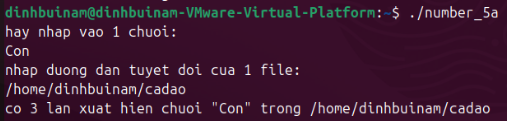 dinhbuinam@dinhbuinam-VMware-Virtual-Platform:~$ ./number_5a
hay nhap vao 1 chuoi:
Con
nhap duong dan tuyet doi cua 1 file:
/home/dinhbuinam/cadao
co 3 lan xuat hien chuoi "Con" trong /home/dinhbuinam/cadao